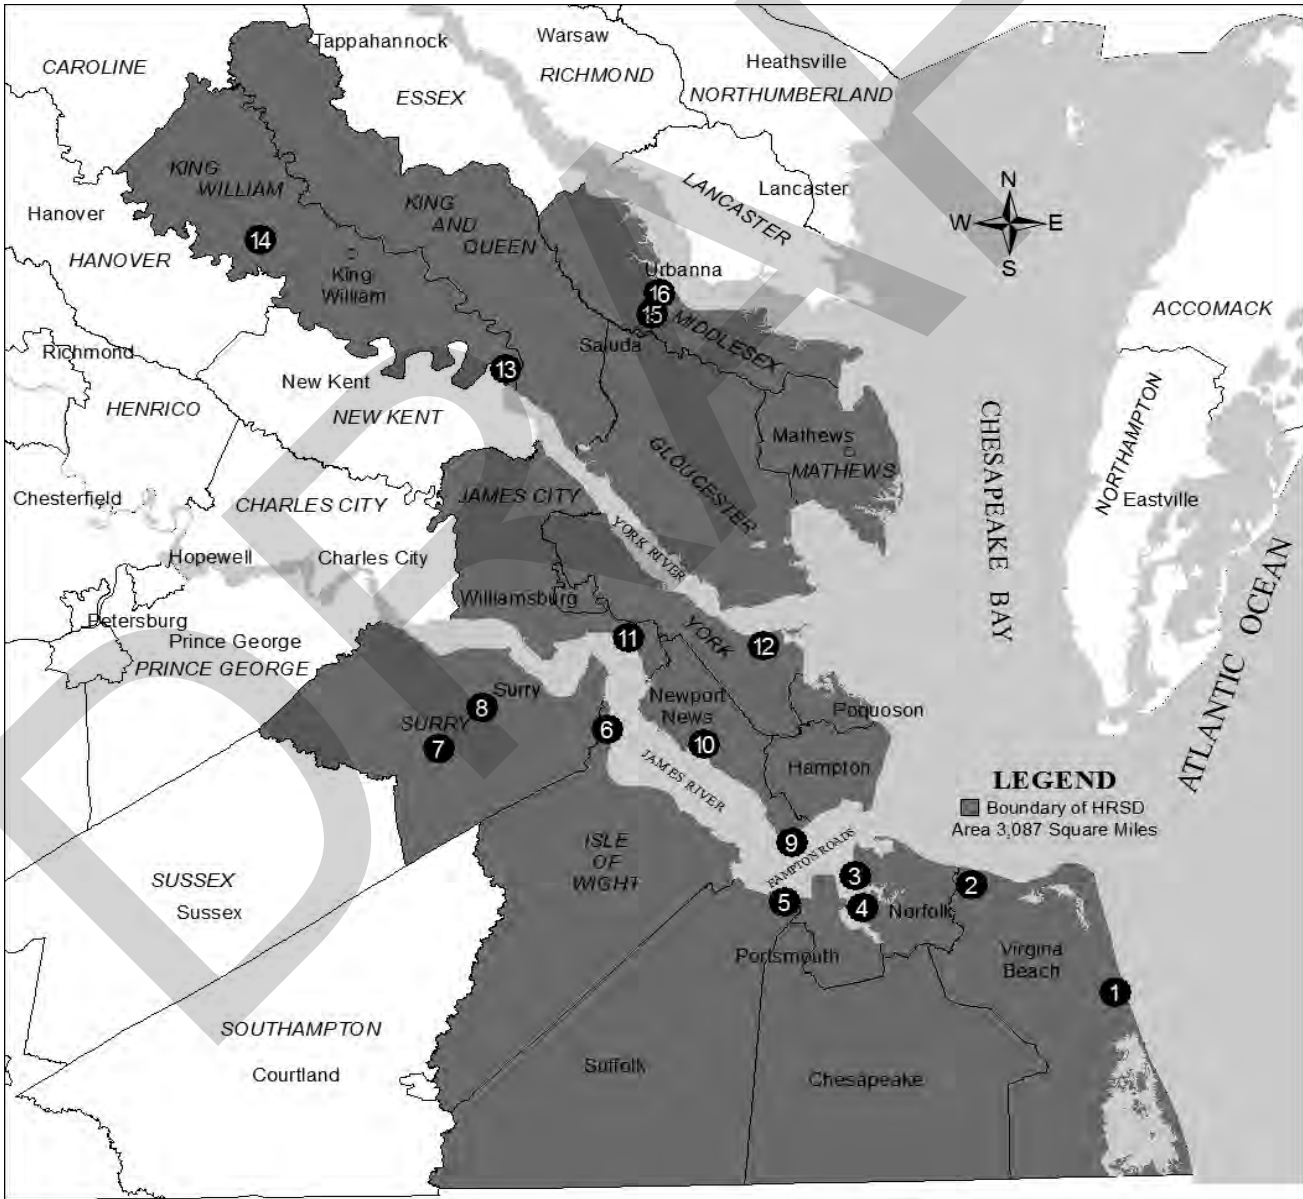 Tappahannock
Warsaw
RICHMOND
Heathsville
NORTHUMBERLAND
CAROLINE
ESSEX
KING
WILLIAM
KING
AND
QUEEN
LANCASTER
Lancaster
N
W
E
S
Hanover
HANOVER
14
King
William
Urbanna
16
15
MIDDLESEX
Saluda
ACCOMACK
Richmond
HENRICO
New Kent
NEW KENT
13
Mathews
MATHEWS
GLOUCESTER
CHESAPEAKE BAY
NORTHAMPTON
Eastville
Chesterfield
CHARLES CITY
JAMES CITY
YORK RIVER
Hopewell
Charles City
Williamsburg
Petersburg
Prince George
PRINCE GEORGE
11
YORK
12
ATLANTIC OCEAN
Surry
8
SURRY
7
6
Newport
News
10
Poquoson
Hampton
JAMES RIVER
LEGEND
Boundary of HRSD
Area 3,087 Square Miles
ISLE
OF
WIGHT
9
HAMPTON ROADS
3
2
5
4
Norfolk
SUSSEX
Sussex
Portsmouth
Virgina
Beach
1
SOUTHAMPTON
Courtland
Suffolk
Chesapeake
DRAFT